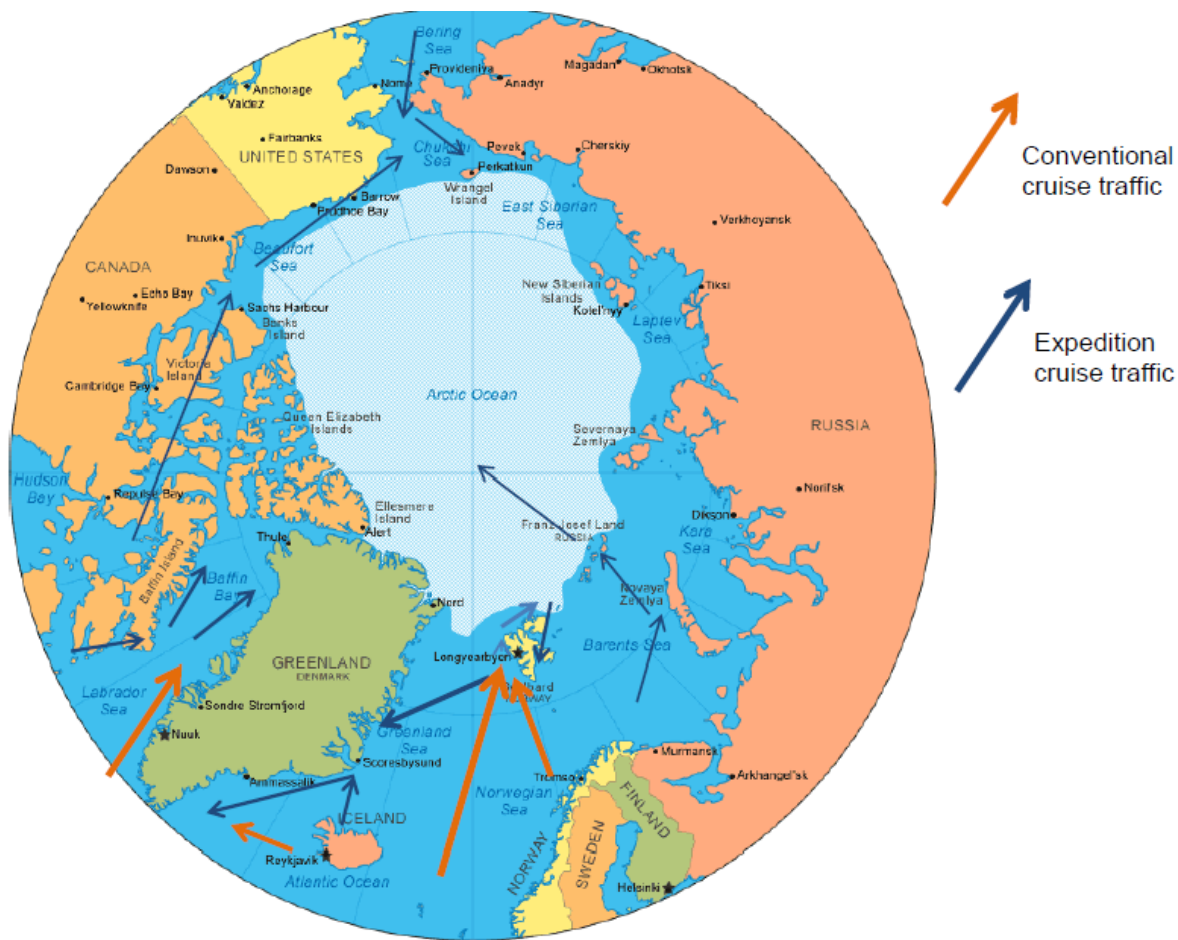 Bering
Sea
Magadan
Okhotsk
Provideniya
Anadyr
Nome
Anchorage
Valdez
Fairbanks
UNITED STATES
Dawson
Chukchi
Sea
Pevek
Cherskiy
Perkatkun
Wrangel
Island
Barrow
Prudhoe Bay
East Siberian
Sea
Verkhoyansk
Inuvik
Beaufort
Sea
CANADA
Echo Bay
Yellowknife
Sachs Harbour
Banks
Island
New Siberian
Islands
Kotel'nyy
Tiksi
Laptev
Sea
Victoria
Island
Cambridge Bay
Arctic Ocean
Queen Elizabeth
Islands
Severnaya
Zemlya
RUSSIA
Hudson
Bay
Repulse Bay
Ellesmere
Island
Alert
Noril'sk
Dikson
Franz Josef Land
RUSSIA
Kara
Sea
Thule
Baffin Island
Baffin
Bay
Nord
Novaya
Zemlya
Longyearbyen
Barents Sea
GREENLAND
DENMARK
Svalbard
NORWAY
Labrador
Sea
Sondre Stromfjord
Nuuk
Greenland
Sea
Scoresbysund
Murmansk
Ammassalik
Tromso
Arkhangel'sk
Norwegian
Sea
ICELAND
Reykjavik
Atlantic Ocean
NORWAY
SWEDEN
FINLAND
Helsinki
Conventional
cruise traffic
Expedition
cruise traffic